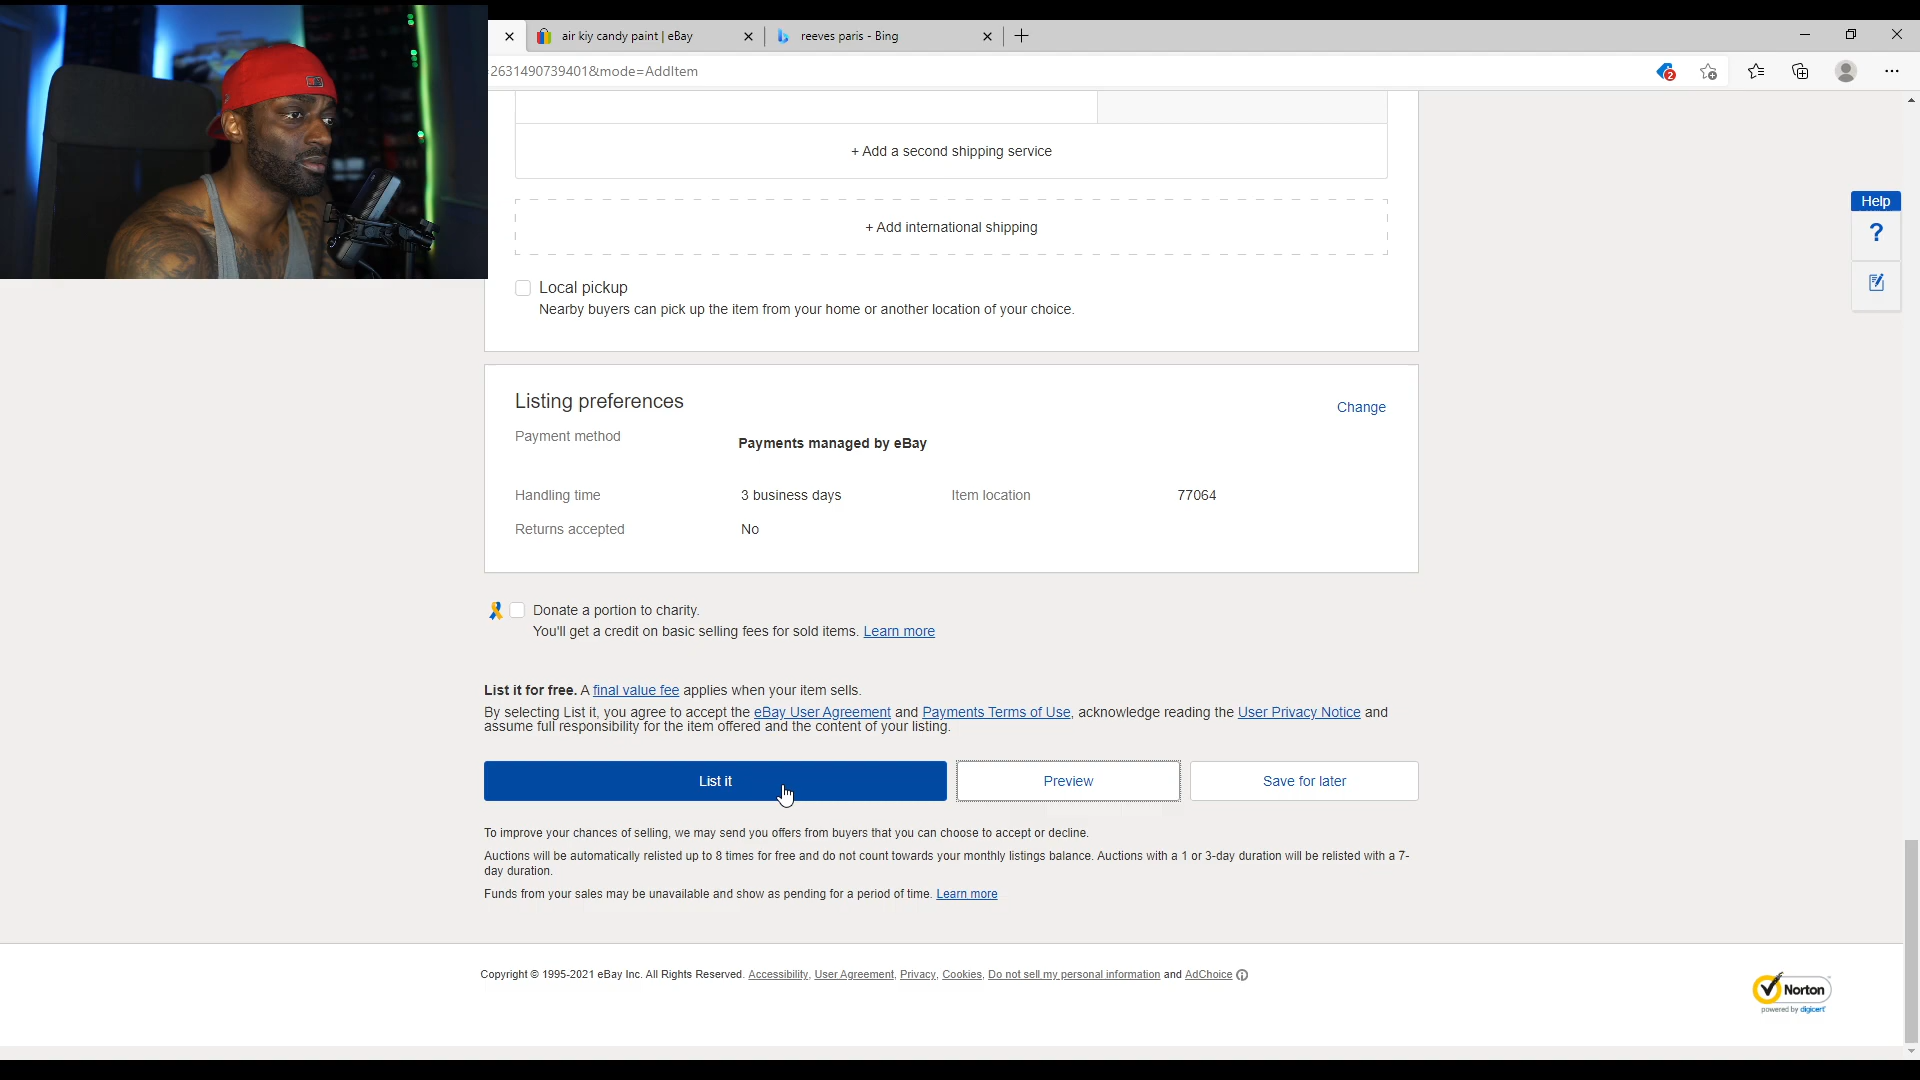 air kiy candy paint | eBay
reeves paris - Bing
2631490739401&mode=AddItem
2
+ Add a second shipping service
+ Add international shipping
Local pickup
Nearby buyers can pick up the item from your home or another location of your choice.
Help
?
Listing preferences
Change
Payment method
Payments managed by eBay
Handling time
3 business days
Item location
77064
Returns accepted
No
Donate a portion to charity.
You'll get a credit on basic selling fees for sold items. Learn more
List it for free. A final value fee applies when your item sells.
By selecting List it, you agree to accept the eBay User Agreement and Payments Terms of Use, acknowledge reading the User Privacy Notice and
assume full responsibility for the item offered and the content of your listing.
List it
Preview
Save for later
To improve your chances of selling, we may send you offers from buyers that you can choose to accept or decline.
Auctions will be automatically relisted up to 8 times for free and do not count towards your monthly listings balance. Auctions with a 1 or 3-day duration will be relisted with a 7-
day duration.
Funds from your sales may be unavailable and show as pending for a period of time. Learn more
Copyright © 1995-2021 eBay Inc. All Rights Reserved. Accessibility, User Agreement, Privacy, Cookies, Do not sell my personal information and AdChoice
Norton
powered by digicert